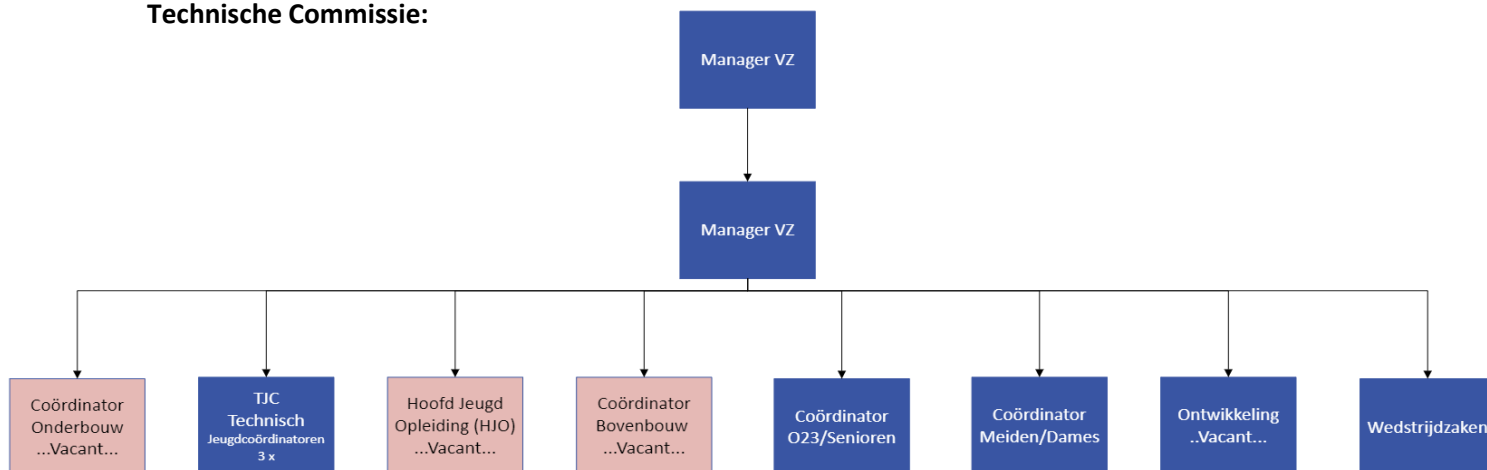 Technische Commissie:
Manager VZ
Manager VZ
Coördinator
Onderbouw
...Vacant...
TJC
Technisch
Jeugdcoördinatoren
3 x
Hoofd Jeugd
Opleiding (HJO)
...Vacant...
Coördinator
Bovenbouw
...Vacant...
Coördinator
O23/Senioren
Coördinator
Meiden/Dames
Ontwikkeling
..Vacant...
Wedstrijdzaken